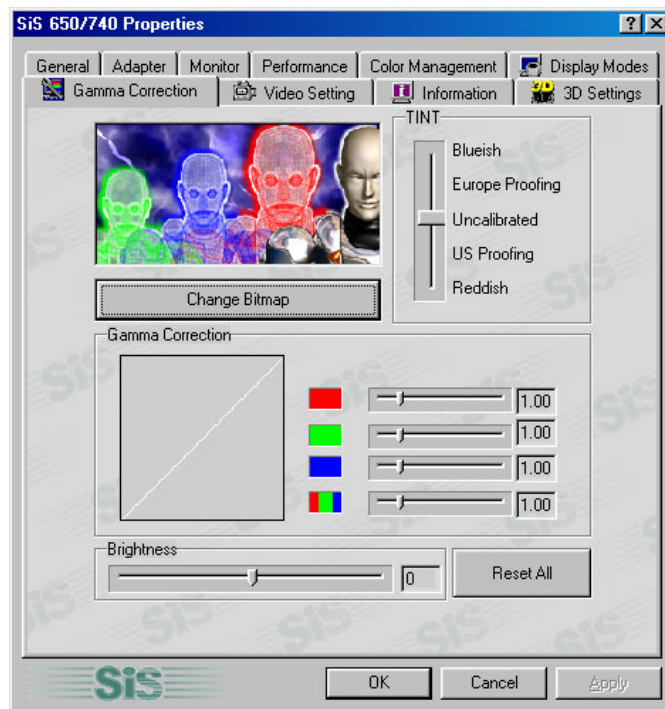 SiS 650/740 Properties
General
Adapter
Monitor
Performance
Color Management
Display Modes
Gamma Correction
Video Setting
Information
3D
3D Settings
TINT
Blueish
Europe Proofing
Uncalibrated
US Proofing
Reddish
Change Bitmap
Gamma Correction
1.00
1.00
1.00
1.00
Brightness
0
Reset All
SiS
OK
Cancel
Apply